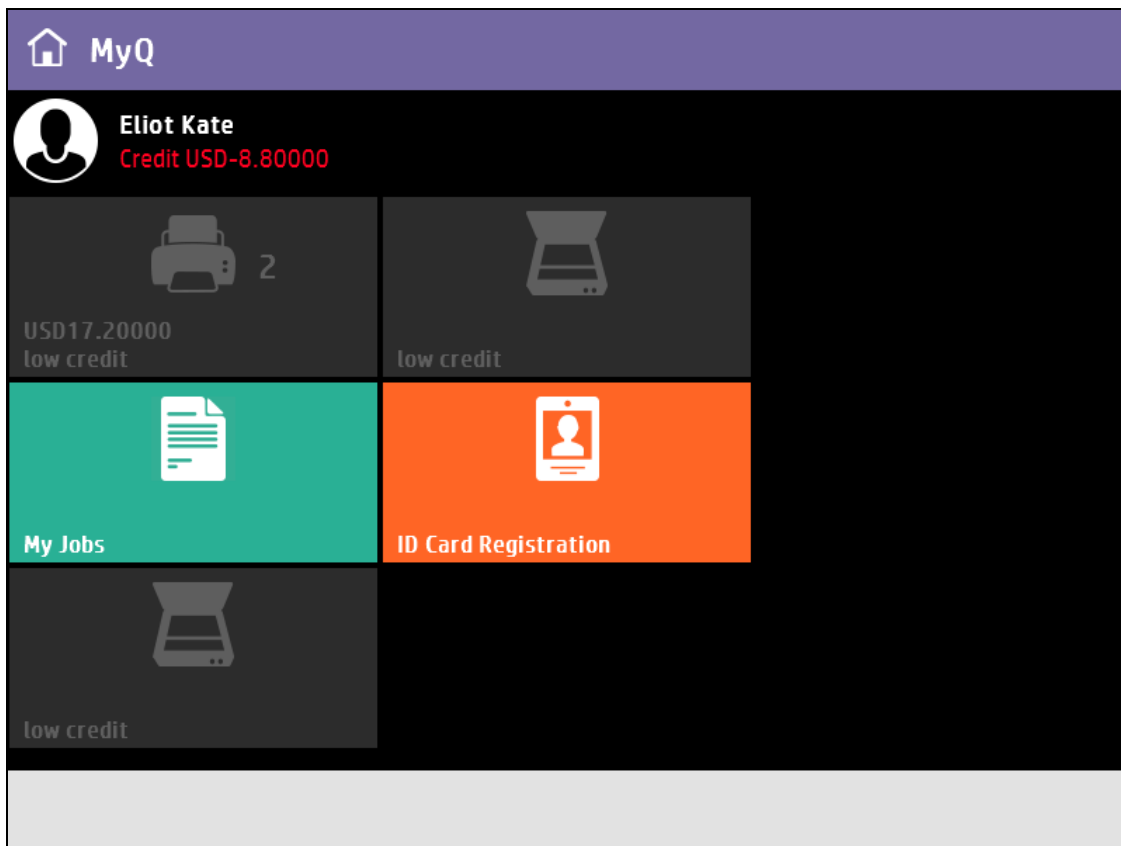 MyQ
Eliot Kate
Credit USD-8.80000
2
USD17.20000
low credit
low credit
My Jobs
ID Card Registration
low credit